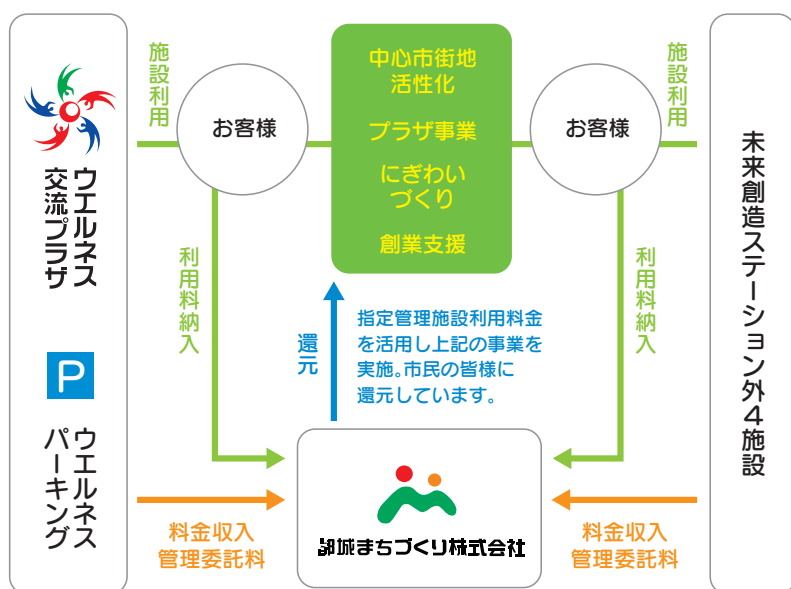 ウエルネス
交流プラザ
P
ウエルネス
パーキング
施設利用
お客様
利用料納入
中心市街地
活性化
プラザ事業
にぎわい
づくり
創業支援
お客様
施設利用
利用料納入
還元
指定管理施設利用料金
を活用し上記の事業を
実施。市民の皆様に
還元しています。
料金収入
管理委託料
都城まちづくり株式会社
料金収入
管理委託料
未来創造ステーション外4施設